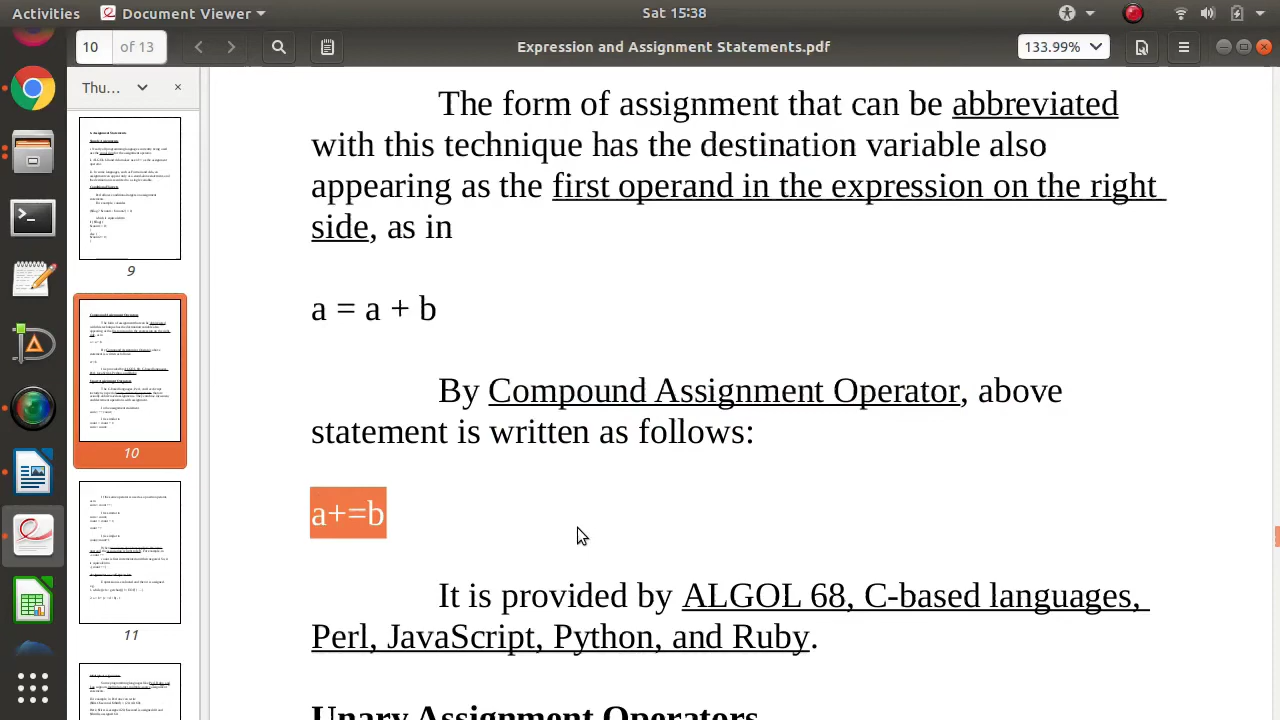 Activities Document Viewer Sat 15:38
10 of 13 Expression and Assignment Statements.pdf 133.99%
Thu... ×
9
10
11
The form of assignment that can be abbreviated
with this technique has the destination variable also
appearing as the first operand in the expression on the right
side, as in
a = a + b
By Compound Assignment Operator, above
statement is written as follows:
a+=b
It is provided by ALGOL 68, C-based languages,
Perl, JavaScript, Python, and Ruby.
Unary Assignment Operators